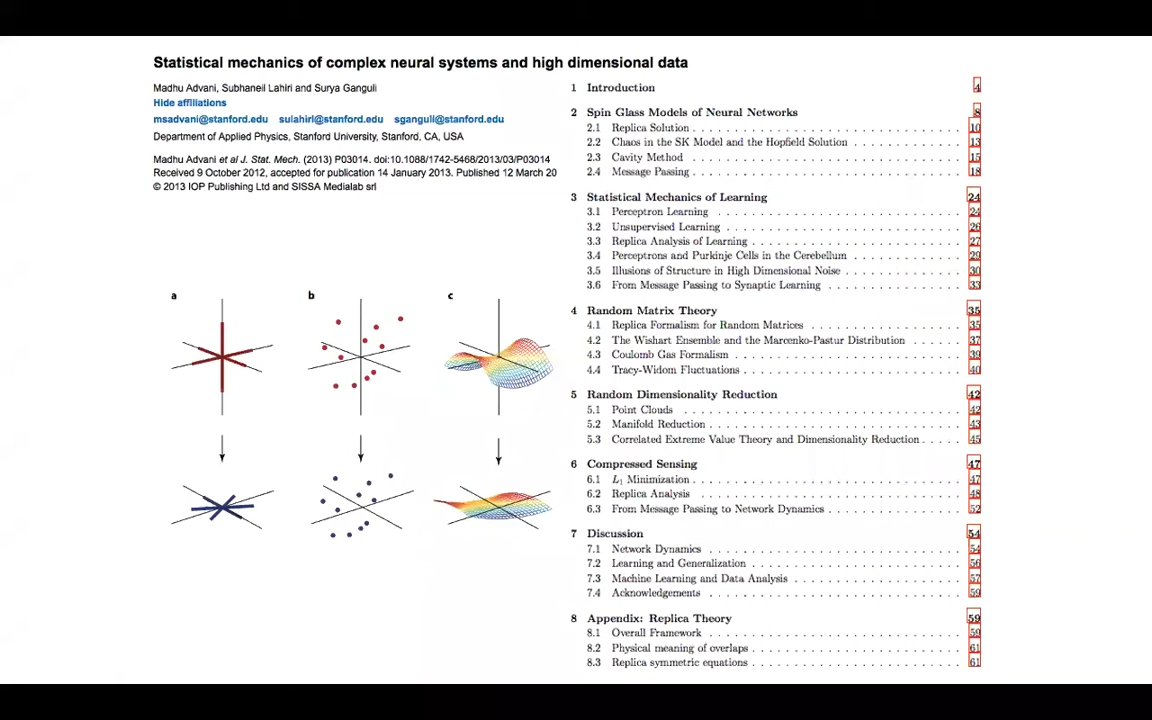 Statistical mechanics of complex neural systems and high dimensional data
Madhu Advani, Subhaneil Lahiri and Surya Ganguli
Hide affiliations
msadvani@stanford.edu sulahirl@stanford.edu sganguli@stanford.edu
Department of Applied Physics, Stanford University, Stanford, CA, USA
Madhu Advani et al J. Stat. Mech. (2013) P03014. doi:10.1088/1742-5468/2013/03/P03014
Received 9 October 2012, accepted for publication 14 January 2013. Published 12 March 20
© 2013 IOP Publishing Ltd and SISSA Medialab srl
a b c
1 Introduction 4
2 Spin Glass Models of Neural Networks 8
2.1 Replica Solution . . . . . . . . . . . . . . . . . . . . 10
2.2 Chaos in the SK Model and the Hopfield Solution . . . . . . . . 13
2.3 Cavity Method . . . . . . . . . . . . . . . . . . . . 15
2.4 Message Passing . . . . . . . . . . . . . . . . . . . . 18
3 Statistical Mechanics of Learning 24
3.1 Perceptron Learning . . . . . . . . . . . . . . . . . . 24
3.2 Unsupervised Learning . . . . . . . . . . . . . . . . . 26
3.3 Replica Analysis of Learning . . . . . . . . . . . . . . . 27
3.4 Perceptrons and Purkinje Cells in the Cerebellum . . . . . . . . 29
3.5 Illusions of Structure in High Dimensional Noise . . . . . . . . . 30
3.6 From Message Passing to Synaptic Learning . . . . . . . . . . 33
4 Random Matrix Theory 35
4.1 Replica Formalism for Random Matrices . . . . . . . . . . . 35
4.2 The Wishart Ensemble and the Marcenko-Pastur Distribution . . . . 37
4.3 Coulomb Gas Formalism . . . . . . . . . . . . . . . . . 39
4.4 Tracy-Widom Fluctuations . . . . . . . . . . . . . . . . 40
5 Random Dimensionality Reduction 42
5.1 Point Clouds . . . . . . . . . . . . . . . . . . . . 42
5.2 Manifold Reduction . . . . . . . . . . . . . . . . . . 43
5.3 Correlated Extreme Value Theory and Dimensionality Reduction . . . . . 45
6 Compressed Sensing 47
6.1 L1 Minimization . . . . . . . . . . . . . . . . . . . . 47
6.2 Replica Analysis . . . . . . . . . . . . . . . . . . . 48
6.3 From Message Passing to Network Dynamics . . . . . . . . . . 52
7 Discussion 54
7.1 Network Dynamics . . . . . . . . . . . . . . . . . . 54
7.2 Learning and Generalization . . . . . . . . . . . . . . . 56
7.3 Machine Learning and Data Analysis . . . . . . . . . . . . 57
7.4 Acknowledgements . . . . . . . . . . . . . . . . . . 59
8 Appendix: Replica Theory 59
8.1 Overall Framework . . . . . . . . . . . . . . . . . . 59
8.2 Physical meaning of overlaps . . . . . . . . . . . . . . . 61
8.3 Replica symmetric equations . . . . . . . . . . . . . . . 61